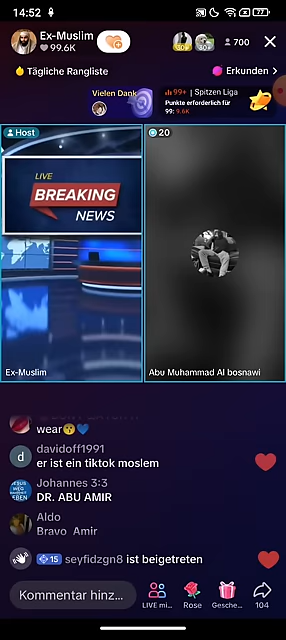 14:52
77
Ex-Muslim
99.6K
30+
700
Tägliche Rangliste
Erkunden
Vielen Dank
99+ | Spitzen Liga
Punkte erforderlich für
99: 9.6K
Host
20
LIVE
BREAKING
NEWS
Ex-Muslim
Abu Muhammad Al bosnawi
wear😗💙
d
davidoff1991
er ist ein tiktok moslem
Johannes 3:3
DR. ABU AMIR
Aldo
Bravo Amir
15 seyfidzgn8 ist beigetreten
Kommentar hinz...
LIVE mi...
Rose
Gesche...
104